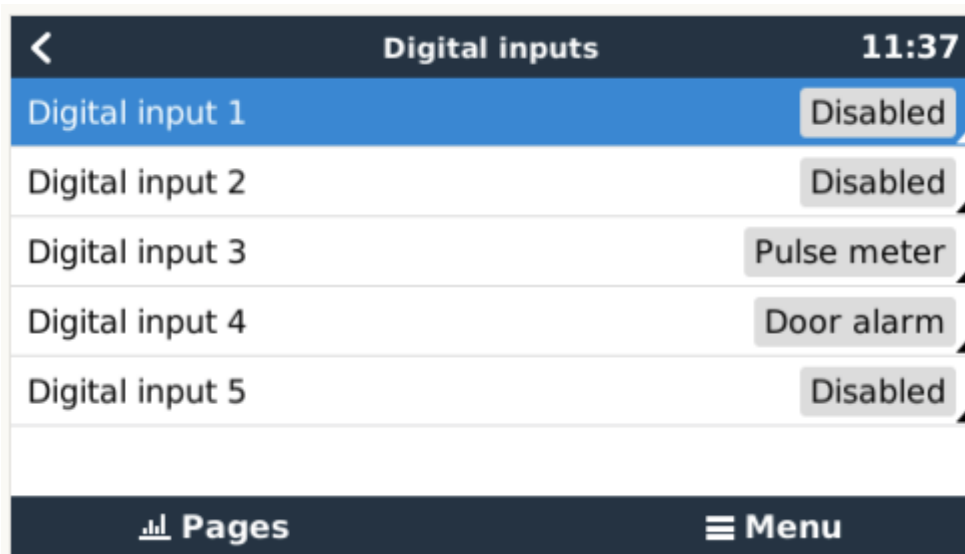 Digital inputs 11:37
Digital input 1 Disabled
Digital input 2 Disabled
Digital input 3 Pulse meter
Digital input 4 Door alarm
Digital input 5 Disabled
Pages Menu